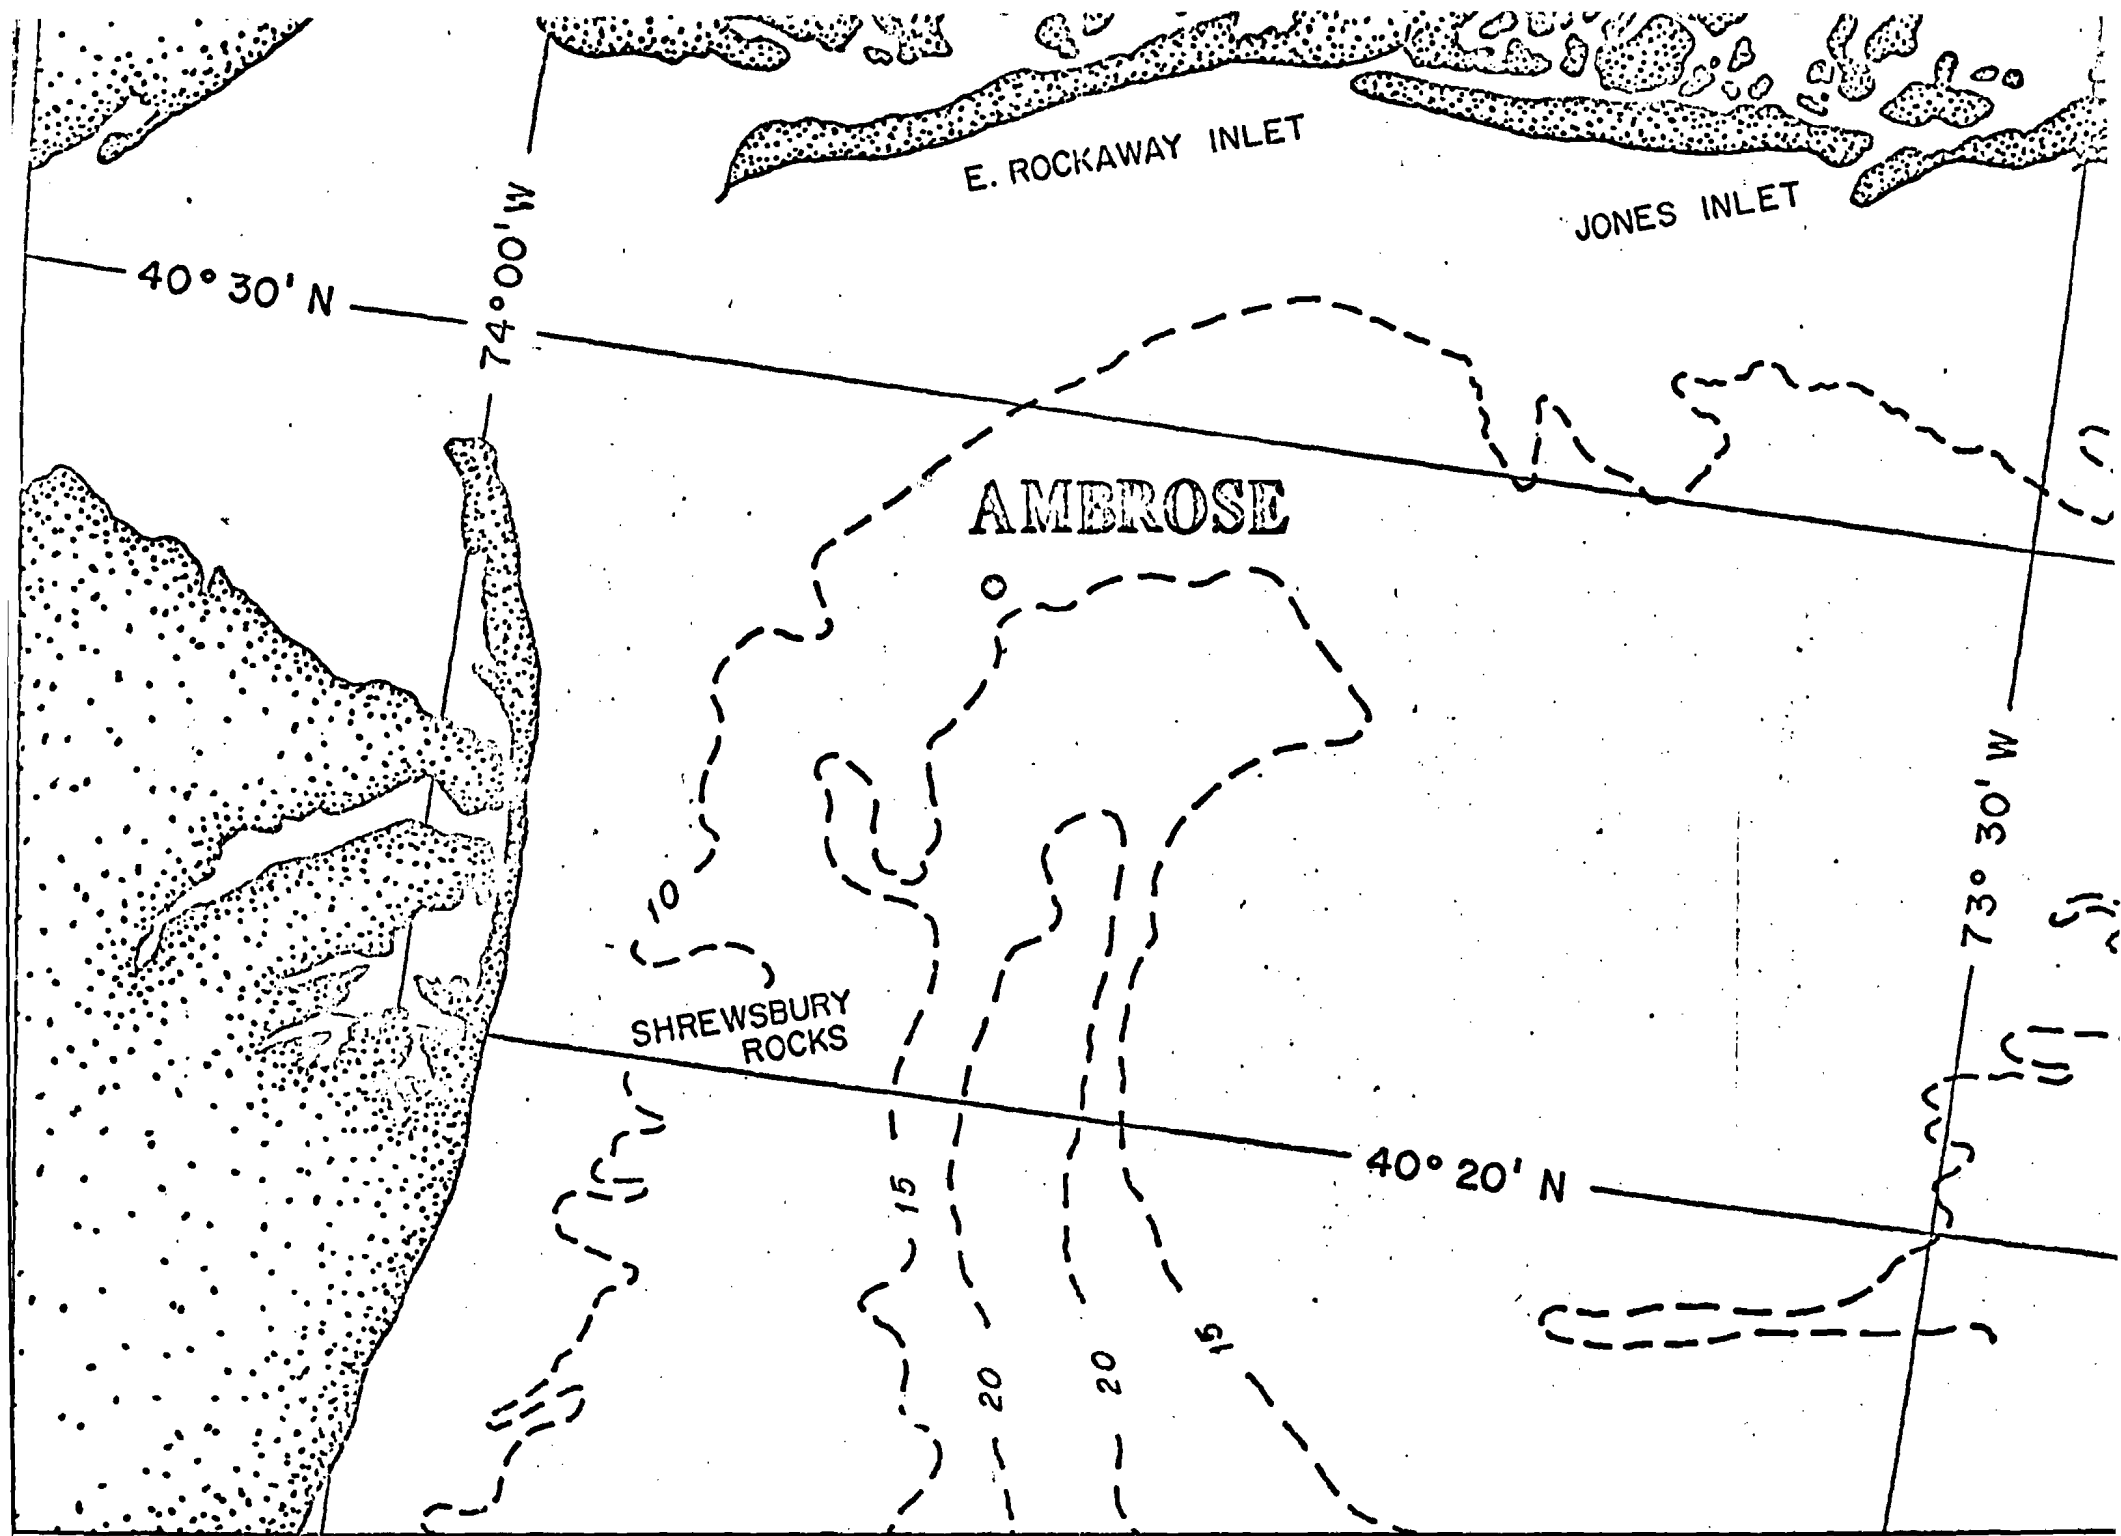 E. ROCKAWAY INLET
JONES INLET
40° 30' N
74° 00' W
AMBROSE
73° 30' W
10
SHREWSBURY
ROCKS
40° 20' N
15
15
20
20